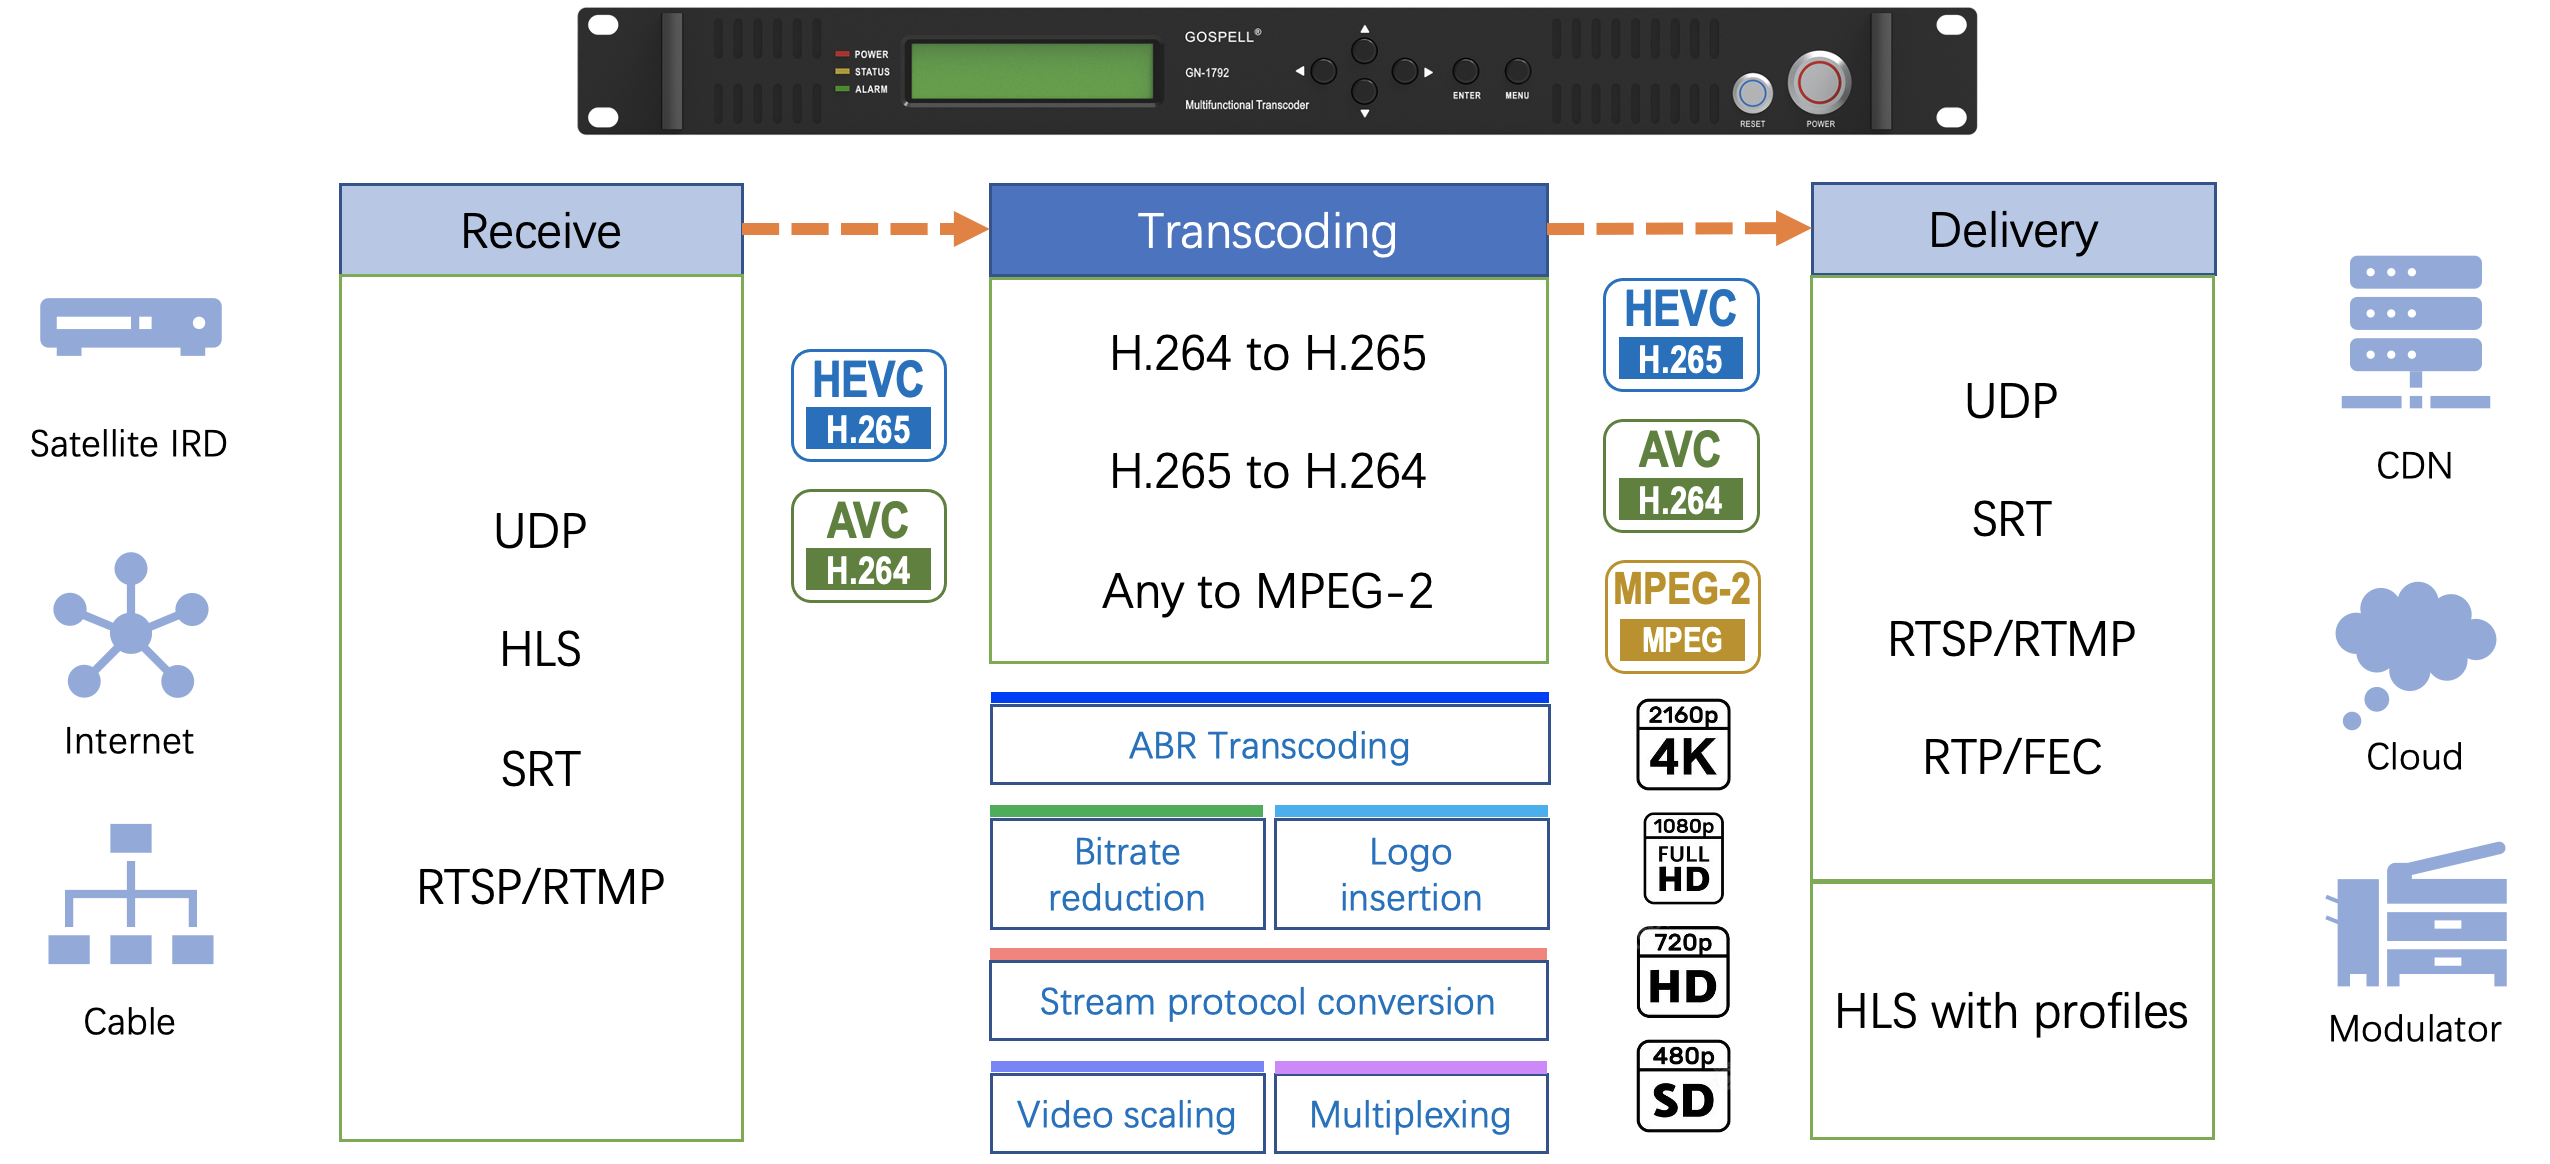 POWER
STATUS
ALARM
GOSPELL®
GN-1792
Multifunctional Transcoder
ENTER
MENU
RESET
POWER
Receive
Transcoding
Delivery
Satellite IRD
Internet
Cable
UDP
HLS
SRT
RTSP/RTMP
HEVC
H.265
AVC
H.264
H.264 to H.265
H.265 to H.264
Any to MPEG-2
ABR Transcoding
Bitrate
reduction
Logo
insertion
Stream protocol conversion
Video scaling
Multiplexing
HEVC
H.265
AVC
H.264
MPEG-2
MPEG
2160p
4K
1080p
FULL
HD
720p
HD
480p
SD
UDP
SRT
RTSP/RTMP
RTP/FEC
HLS with profiles
CDN
Cloud
Modulator